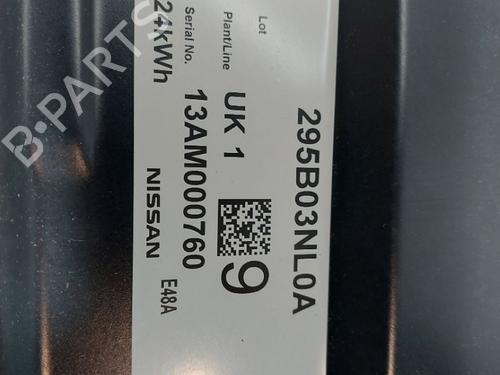 Lot
295B03NL0A
Plant/Line
UK 1
9
Serial No.
13AM000760
24kWh
NISSAN
E48A
B-PARTS